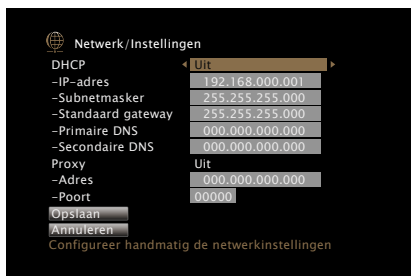 Netwerk/Instellingen
DHCP Uit
–IP-adres 192.168.000.001
–Subnetmasker 255.255.255.000
–Standaard gateway 255.255.255.000
–Primaire DNS 000.000.000.000
–Secondaire DNS 000.000.000.000
Proxy Uit
–Adres 000.000.000.000
–Poort 00000
Opslaan
Annuleren
Configureer handmatig de netwerkinstellingen